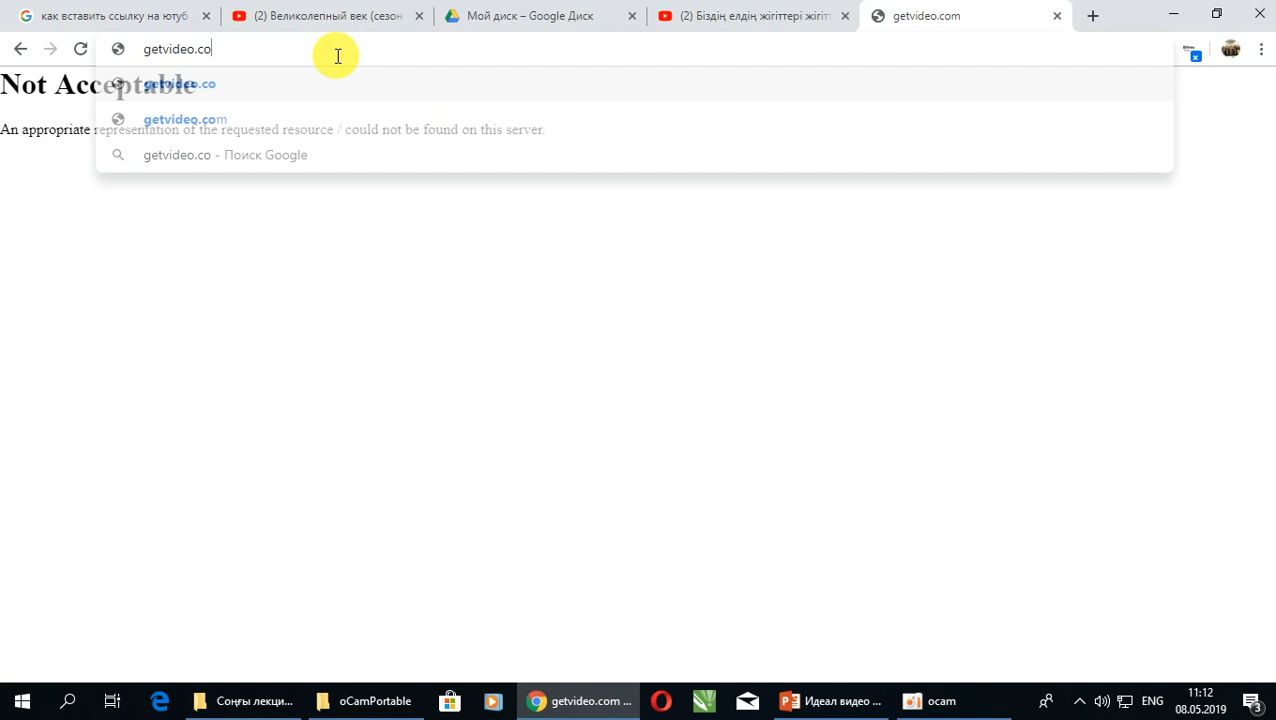 как вставить ссылку на ютуб
(2) Великолепный век (сезо
Мой диск – Google Диск
(2) Біздің елдің жігіттері жігіт
getvideo.com
getvideo.co
Not Acceptable
getvideo.co
An appropriate representation of the requested resource / could not be found on this server.
getvideo.com
getvideo.co - Поиск Google
Соңғы лекци...
oCamPortable
getvideo.com ...
Идеал видео ...
ocam
ENG
11:12
08.05.2019
3